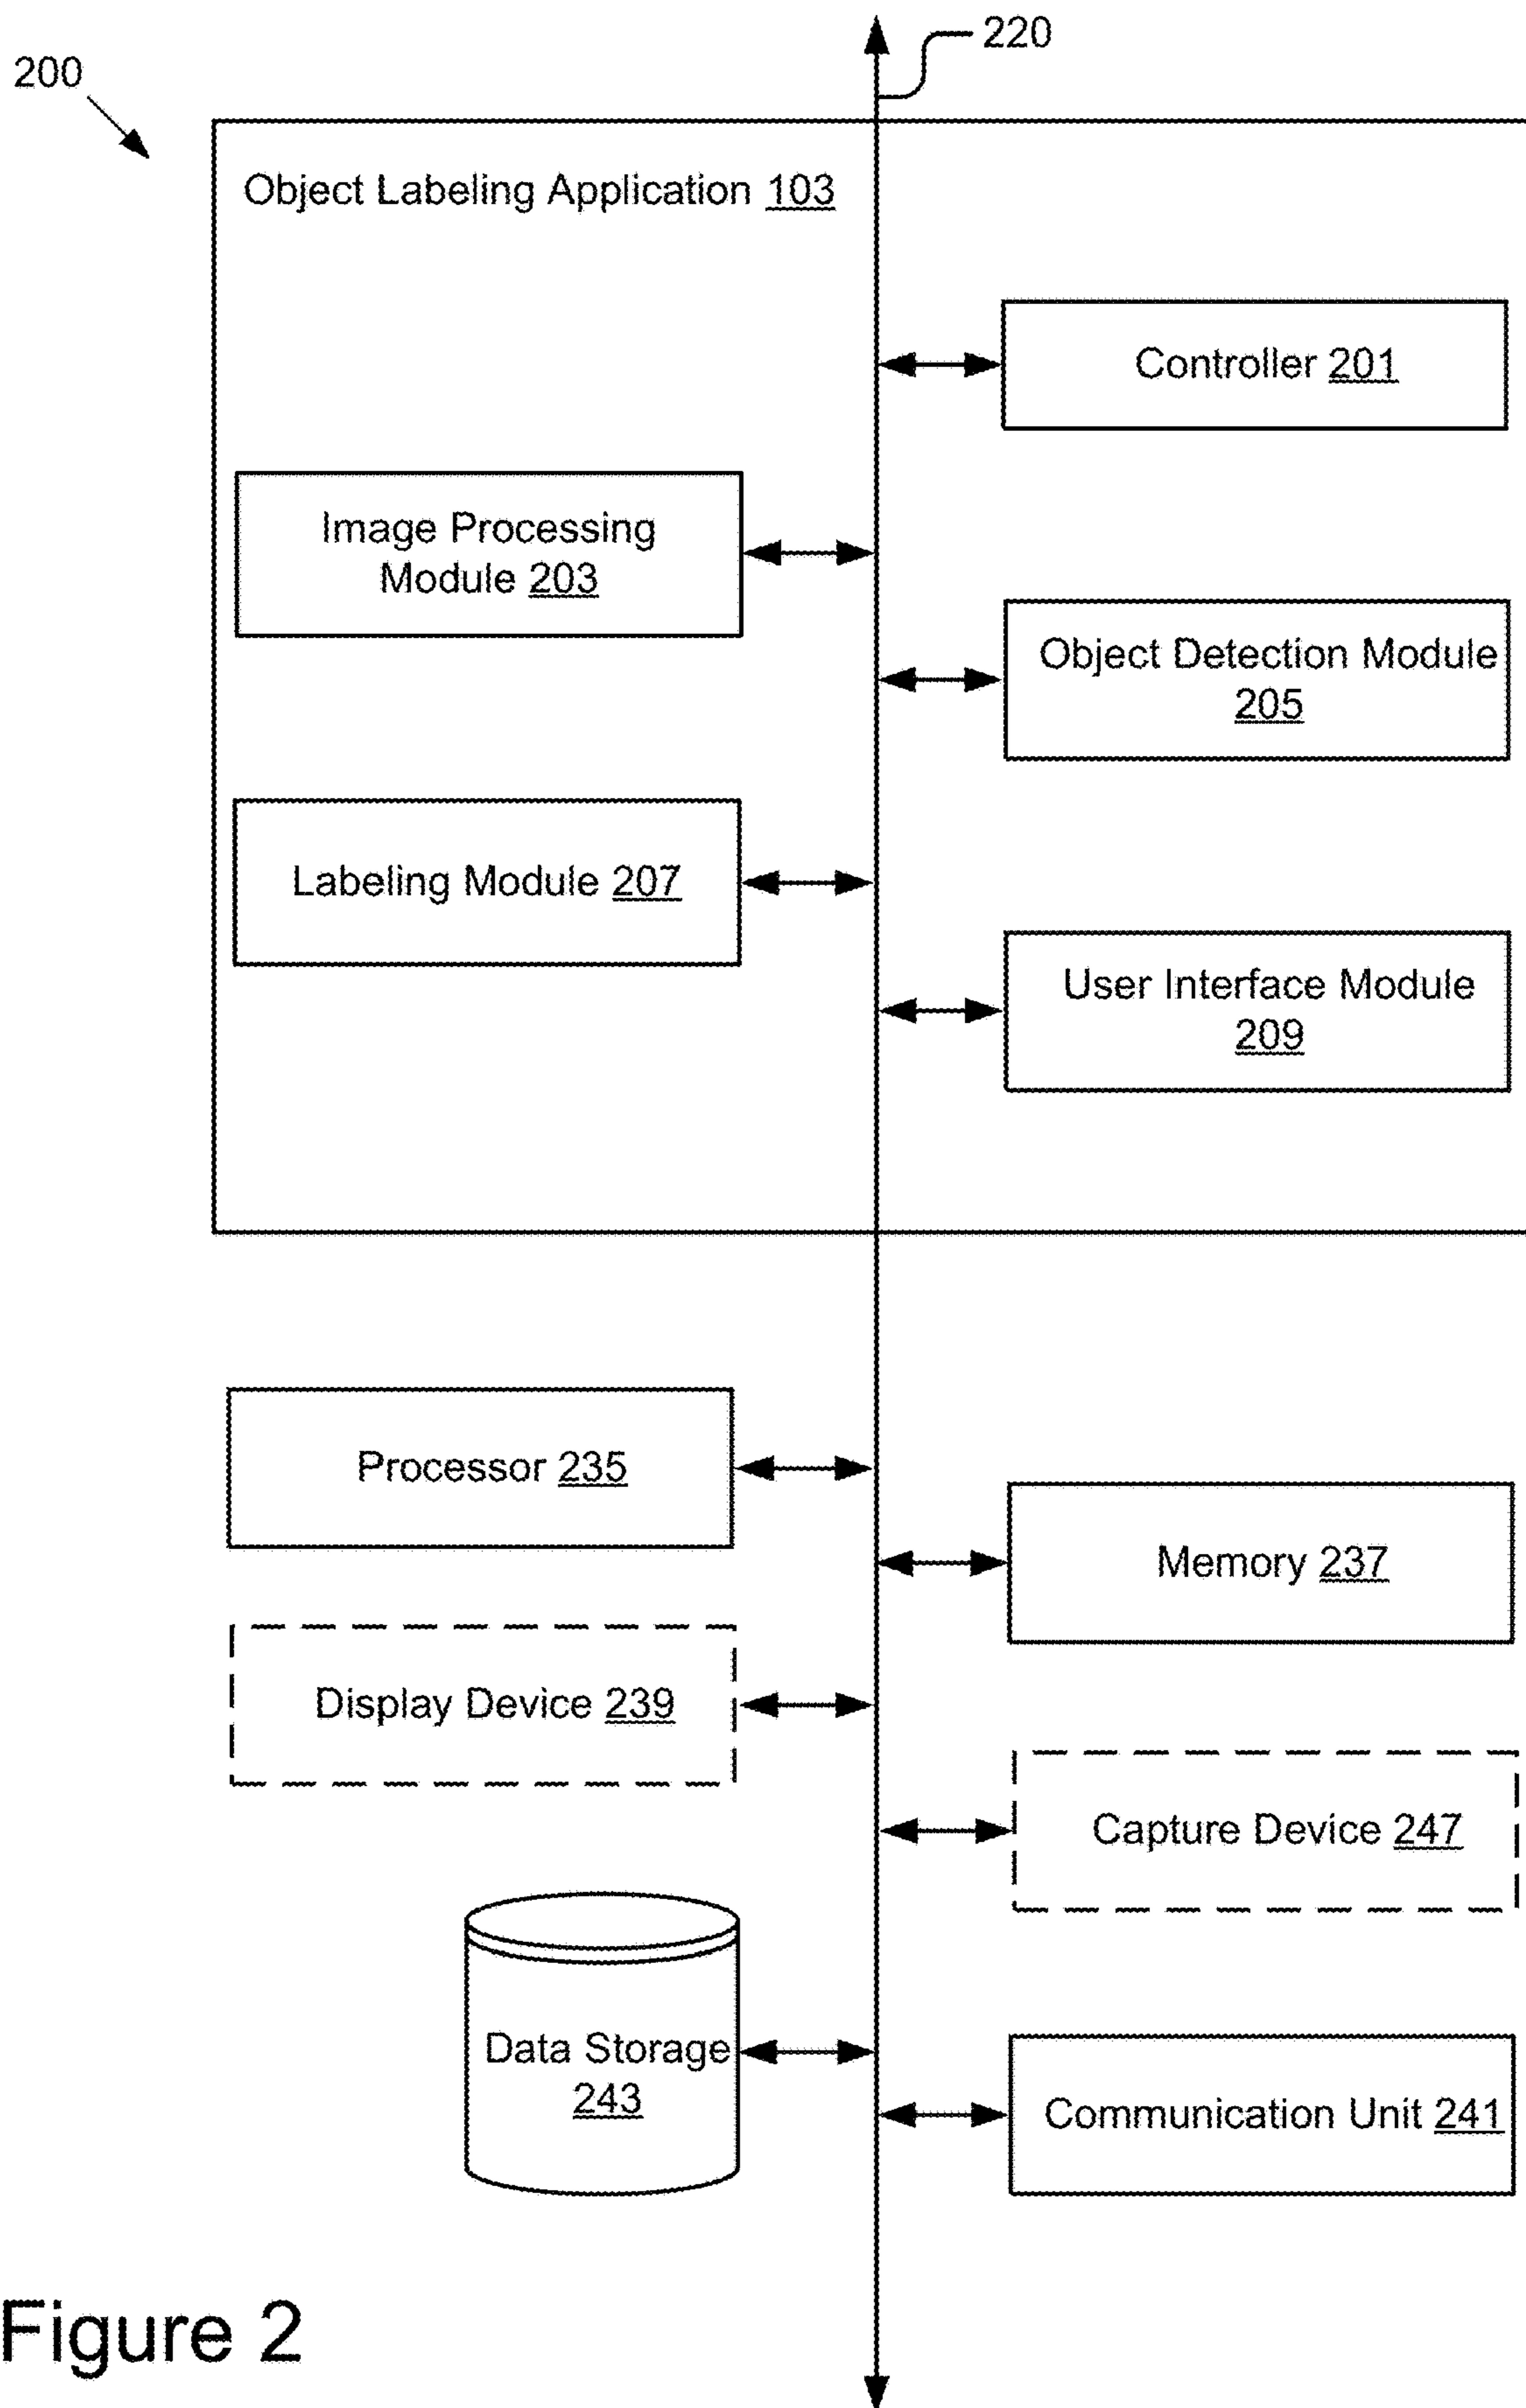 220
200
Object Labeling Application 103
Controller 201
Image Processing
Module 203
Object Detection Module
205
Labeling Module 207
User Interface Module
209
Processor 235
Memory 237
Display Device 239
Capture Device 247
Data Storage
243
Communication Unit 241
Figure 2